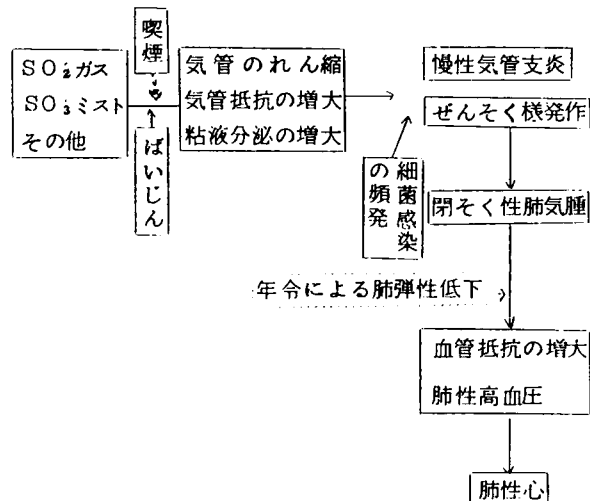 喫煙
SO₂ガス
SO₃ミスト
その他
ばいじん
気管のれん縮
気管抵抗の増大
粘液分泌の増大
細菌感染
の頻発
慢性気管支炎
ぜんそく様発作
閉そく性肺気腫
年令による肺弾性低下
血管抵抗の増大
肺性高血圧
肺性心